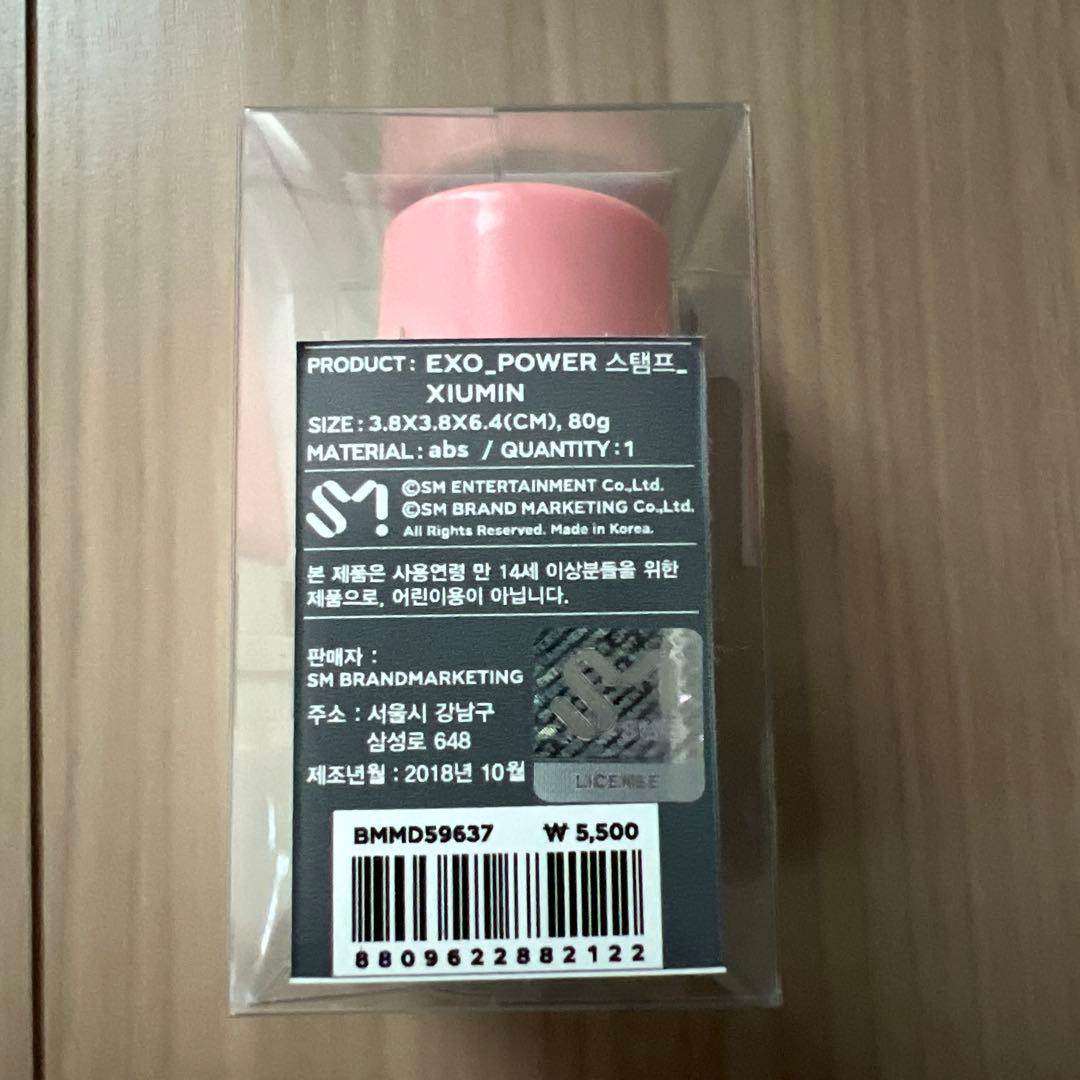 PRODUCT : EXO_POWER 스탬프_
XIUMIN
SIZE : 3.8X3.8X6.4(CM), 80g
MATERIAL : abs / QUANTITY : 1
SM
©SM ENTERTAINMENT Co.,Ltd.
©SM BRAND MARKETING Co.,Ltd.
All Rights Reserved. Made in Korea.
본 제품은 사용연령 만 14세 이상분들을 위한
제품으로, 어린이용이 아닙니다.
판매자 :
SM BRANDMARKETING
주소 : 서울시 강남구
삼성로 648
제조년월 : 2018년 10월
SM
LICENSE
BMMD59637 ₩ 5,500
8809622882122